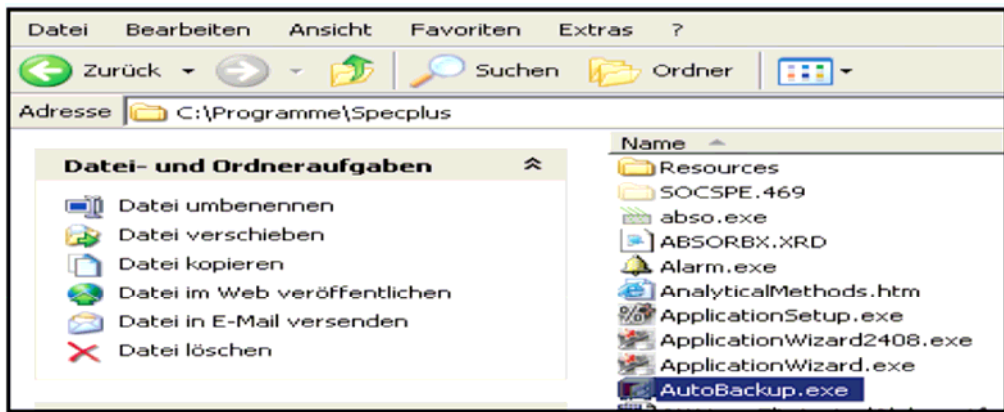 Datei Bearbeiten Ansicht Favoriten Extras ?
Zurück Suchen Ordner
Adresse C:\Programme\Specplus
Datei- und Ordneraufgaben
Datei umbenennen
Datei verschieben
Datei kopieren
Datei im Web veröffentlichen
Datei in E-Mail versenden
Datei löschen
Name
Resources
SOCSPE.469
abso.exe
ABSORBX.XRD
Alarm.exe
AnalyticalMethods.htm
ApplicationSetup.exe
ApplicationWizard2408.exe
ApplicationWizard.exe
AutoBackup.exe